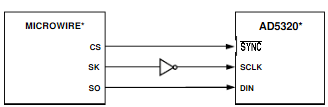 MICROWIRE*
AD5320*
CS
SYNC
SK
SCLK
SO
DIN